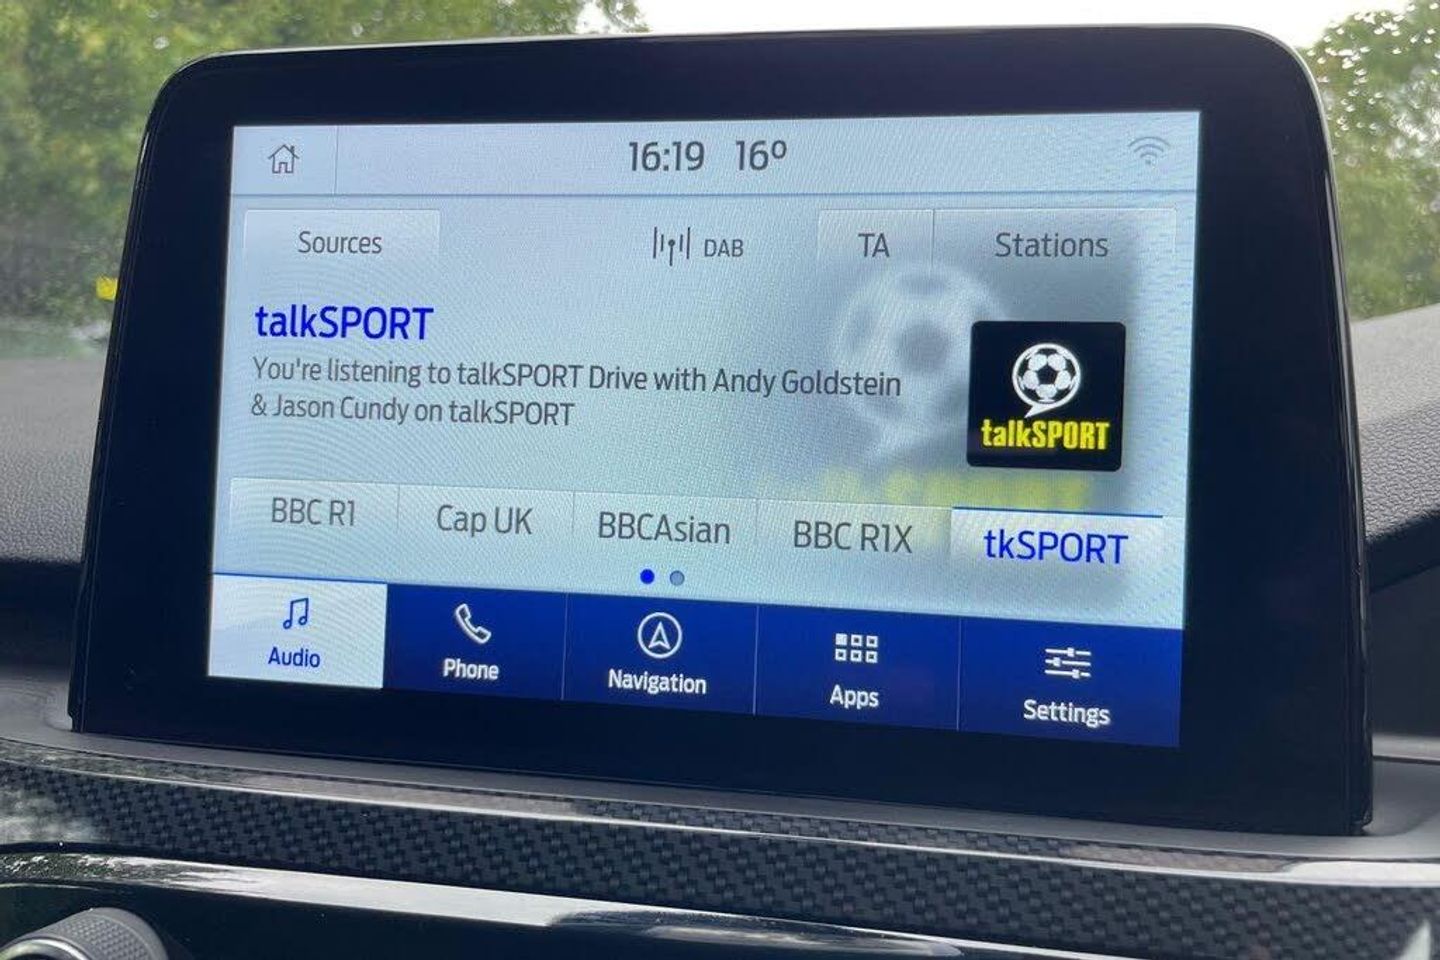 16:19 16º
Sources
DAB
TA
Stations
talkSPORT
You're listening to talkSPORT Drive with Andy Goldstein
& Jason Cundy on talkSPORT
talkSPORT
BBC R1
Cap UK
BBCAsian
BBC R1X
tkSPORT
Audio
Phone
Navigation
Apps
Settings